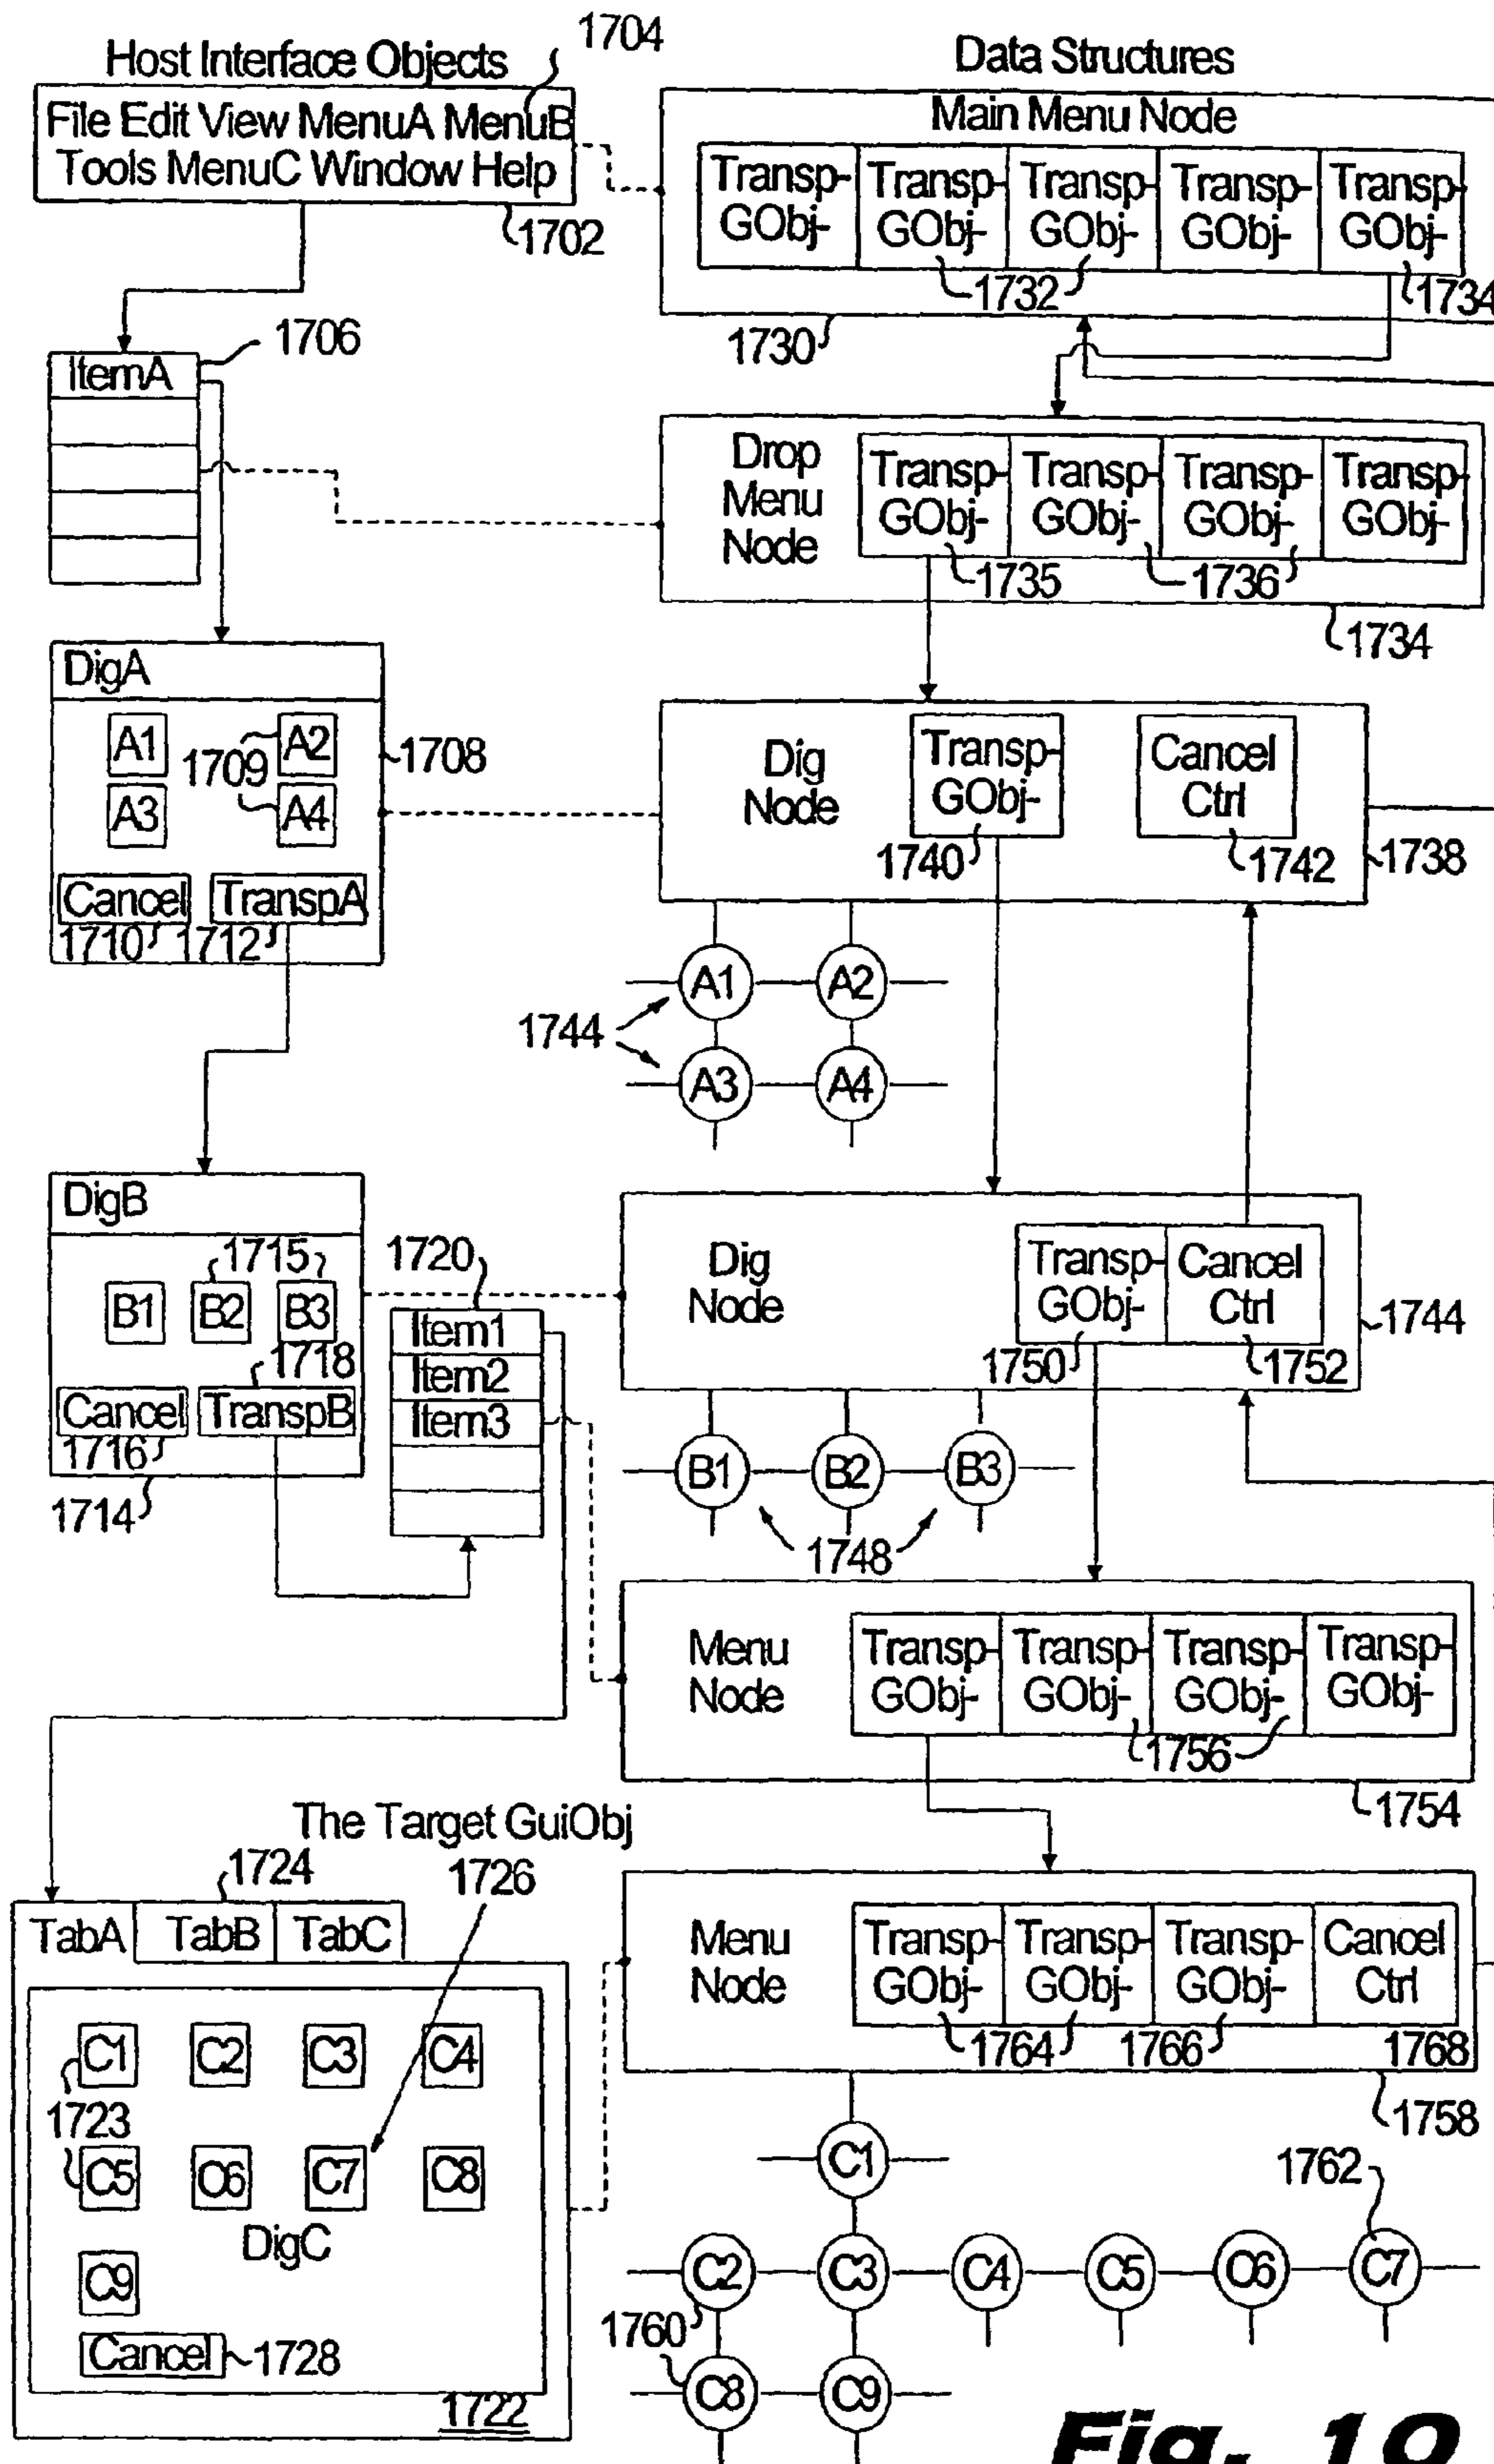 1704
Host Interface Objects
Data Structures
File Edit View MenuA MenuB
Tools MenuC Window Help
1702
Main Menu Node
Transp- Transp- Transp- Transp- Transp-
GObj- GObj- GObj- GObj- GObj-
1732
1734
1730
1706
ItemA
Drop
Menu
Node
Transp- Transp- Transp- Transp-
GObj- GObj- GObj- GObj-
1735
1736
1734
DigA
A1
A2
1709
A3
A4
1708
Cancel
TranspA
1710
1712
Dig
Node
Transp-
GObj-
Cancel
Ctrl
1740
1742
1738
A1
A2
1744
A3
A4
DigB
1715
B1
B2
B3
1718
Cancel
TranspB
1716
1714
1720
Item1
Item2
Item3
Dig
Node
Transp-
GObj-
Cancel
Ctrl
1750
1752
1744
B1
B2
B3
1748
Menu
Node
Transp- Transp- Transp- Transp-
GObj- GObj- GObj- GObj-
1756
1754
The Target GuiObj
1724
1726
TabA
TabB
TabC
C1
C2
C3
C4
1723
C5
C6
C7
C8
DigC
C9
Cancel
1728
1722
Menu
Node
Transp- Transp- Transp- Cancel
GObj- GObj- GObj- Ctrl
1764
1766
1768
1758
C1
1762
C2
C3
C4
C5
C6
C7
1760
C8
C9
Fig. 10